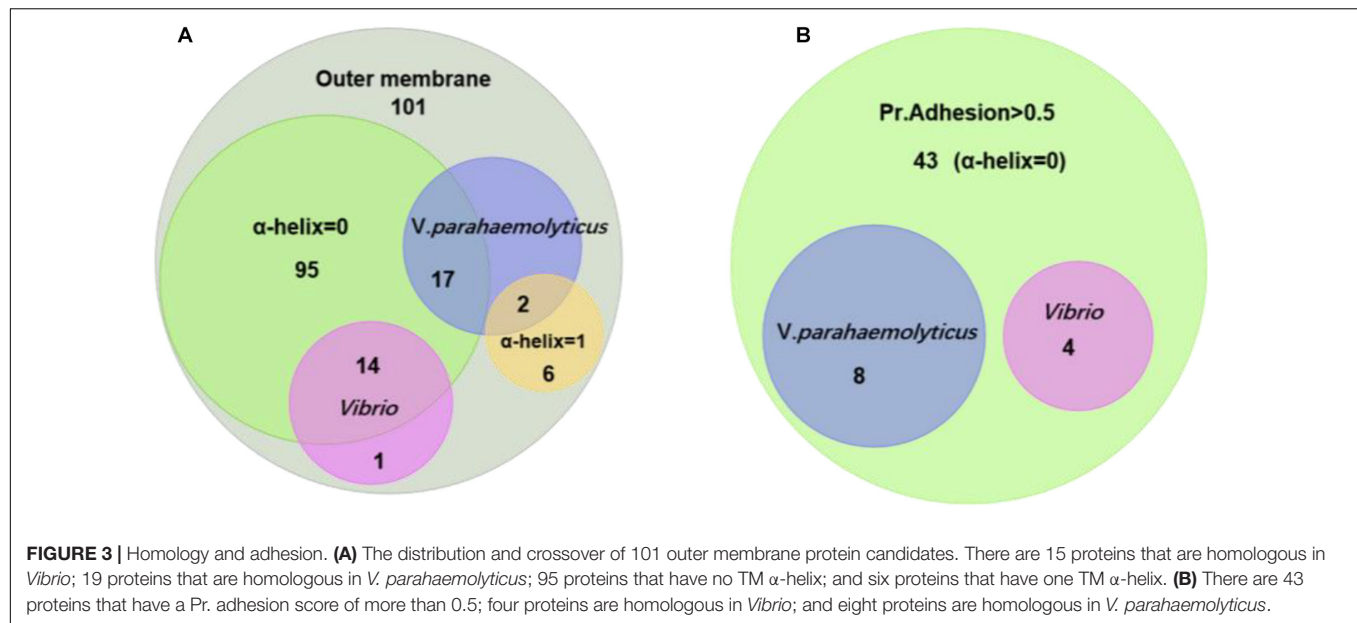 A
Outer membrane
101
α-helix=0
95
V.parahaemolyticus
17
2
α-helix=1
6
14
Vibrio
1
B
Pr.Adhesion>0.5
43 (α-helix=0)
V.parahaemolyticus
8
Vibrio
4
FIGURE 3 | Homology and adhesion. (A) The distribution and crossover of 101 outer membrane protein candidates. There are 15 proteins that are homologous in
Vibrio; 19 proteins that are homologous in V. parahaemolyticus; 95 proteins that have no TM α-helix; and six proteins that have one TM α-helix. (B) There are 43
proteins that have a Pr. adhesion score of more than 0.5; four proteins are homologous in Vibrio; and eight proteins are homologous in V. parahaemolyticus.